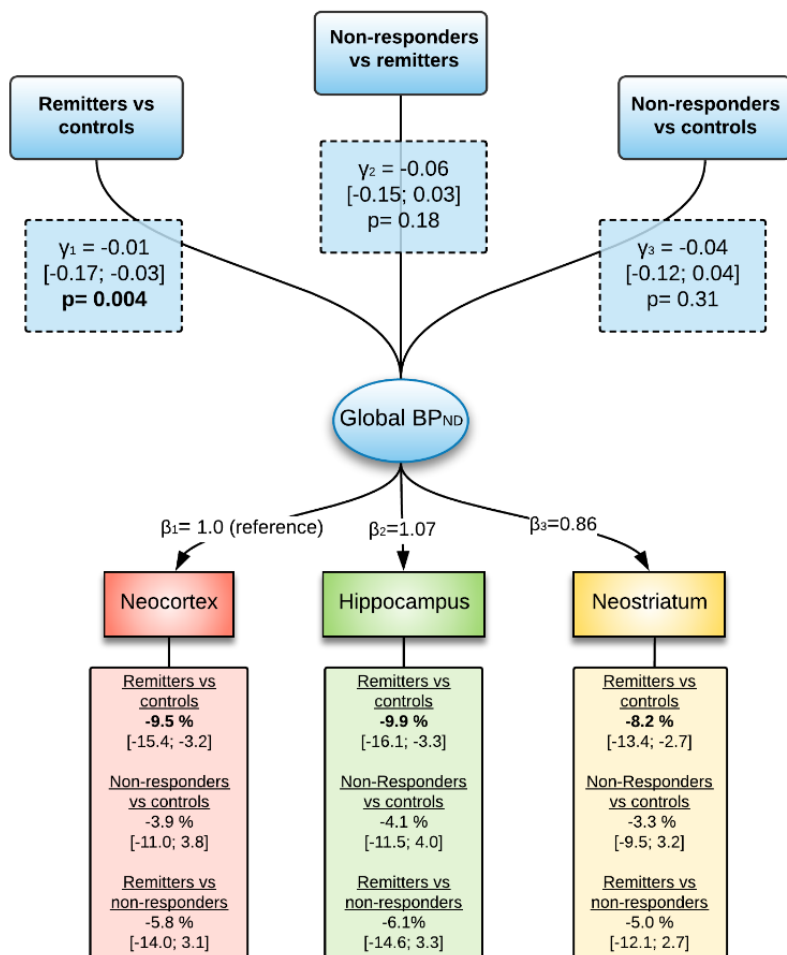 Non-responders
vs remitters
Remitters vs
controls
Non-responders
vs controls
γ₂ = -0.06
[-0.15; 0.03]
p= 0.18
γ₁ = -0.01
[-0.17; -0.03]
p= 0.004
γ₃ = -0.04
[-0.12; 0.04]
p= 0.31
Global BPND
β₁= 1.0 (reference)
β₂=1.07
β₃=0.86
Neocortex
Hippocampus
Neostriatum
Remitters vs
controls
-9.5 %
[-15.4; -3.2]
Non-responders
vs controls
-3.9 %
[-11.0; 3.8]
Remitters vs
non-responders
-5.8 %
[-14.0; 3.1]
Remitters vs
controls
-9.9 %
[-16.1; -3.3]
Non-Responders
vs controls
-4.1 %
[-11.5; 4.0]
Remitters vs
non-responders
-6.1%
[-14.6; 3.3]
Remitters vs
controls
-8.2 %
[-13.4; -2.7]
Non-Responders
vs controls
-3.3 %
[-9.5; 3.2]
Remitters vs
non-responders
-5.0 %
[-12.1; 2.7]